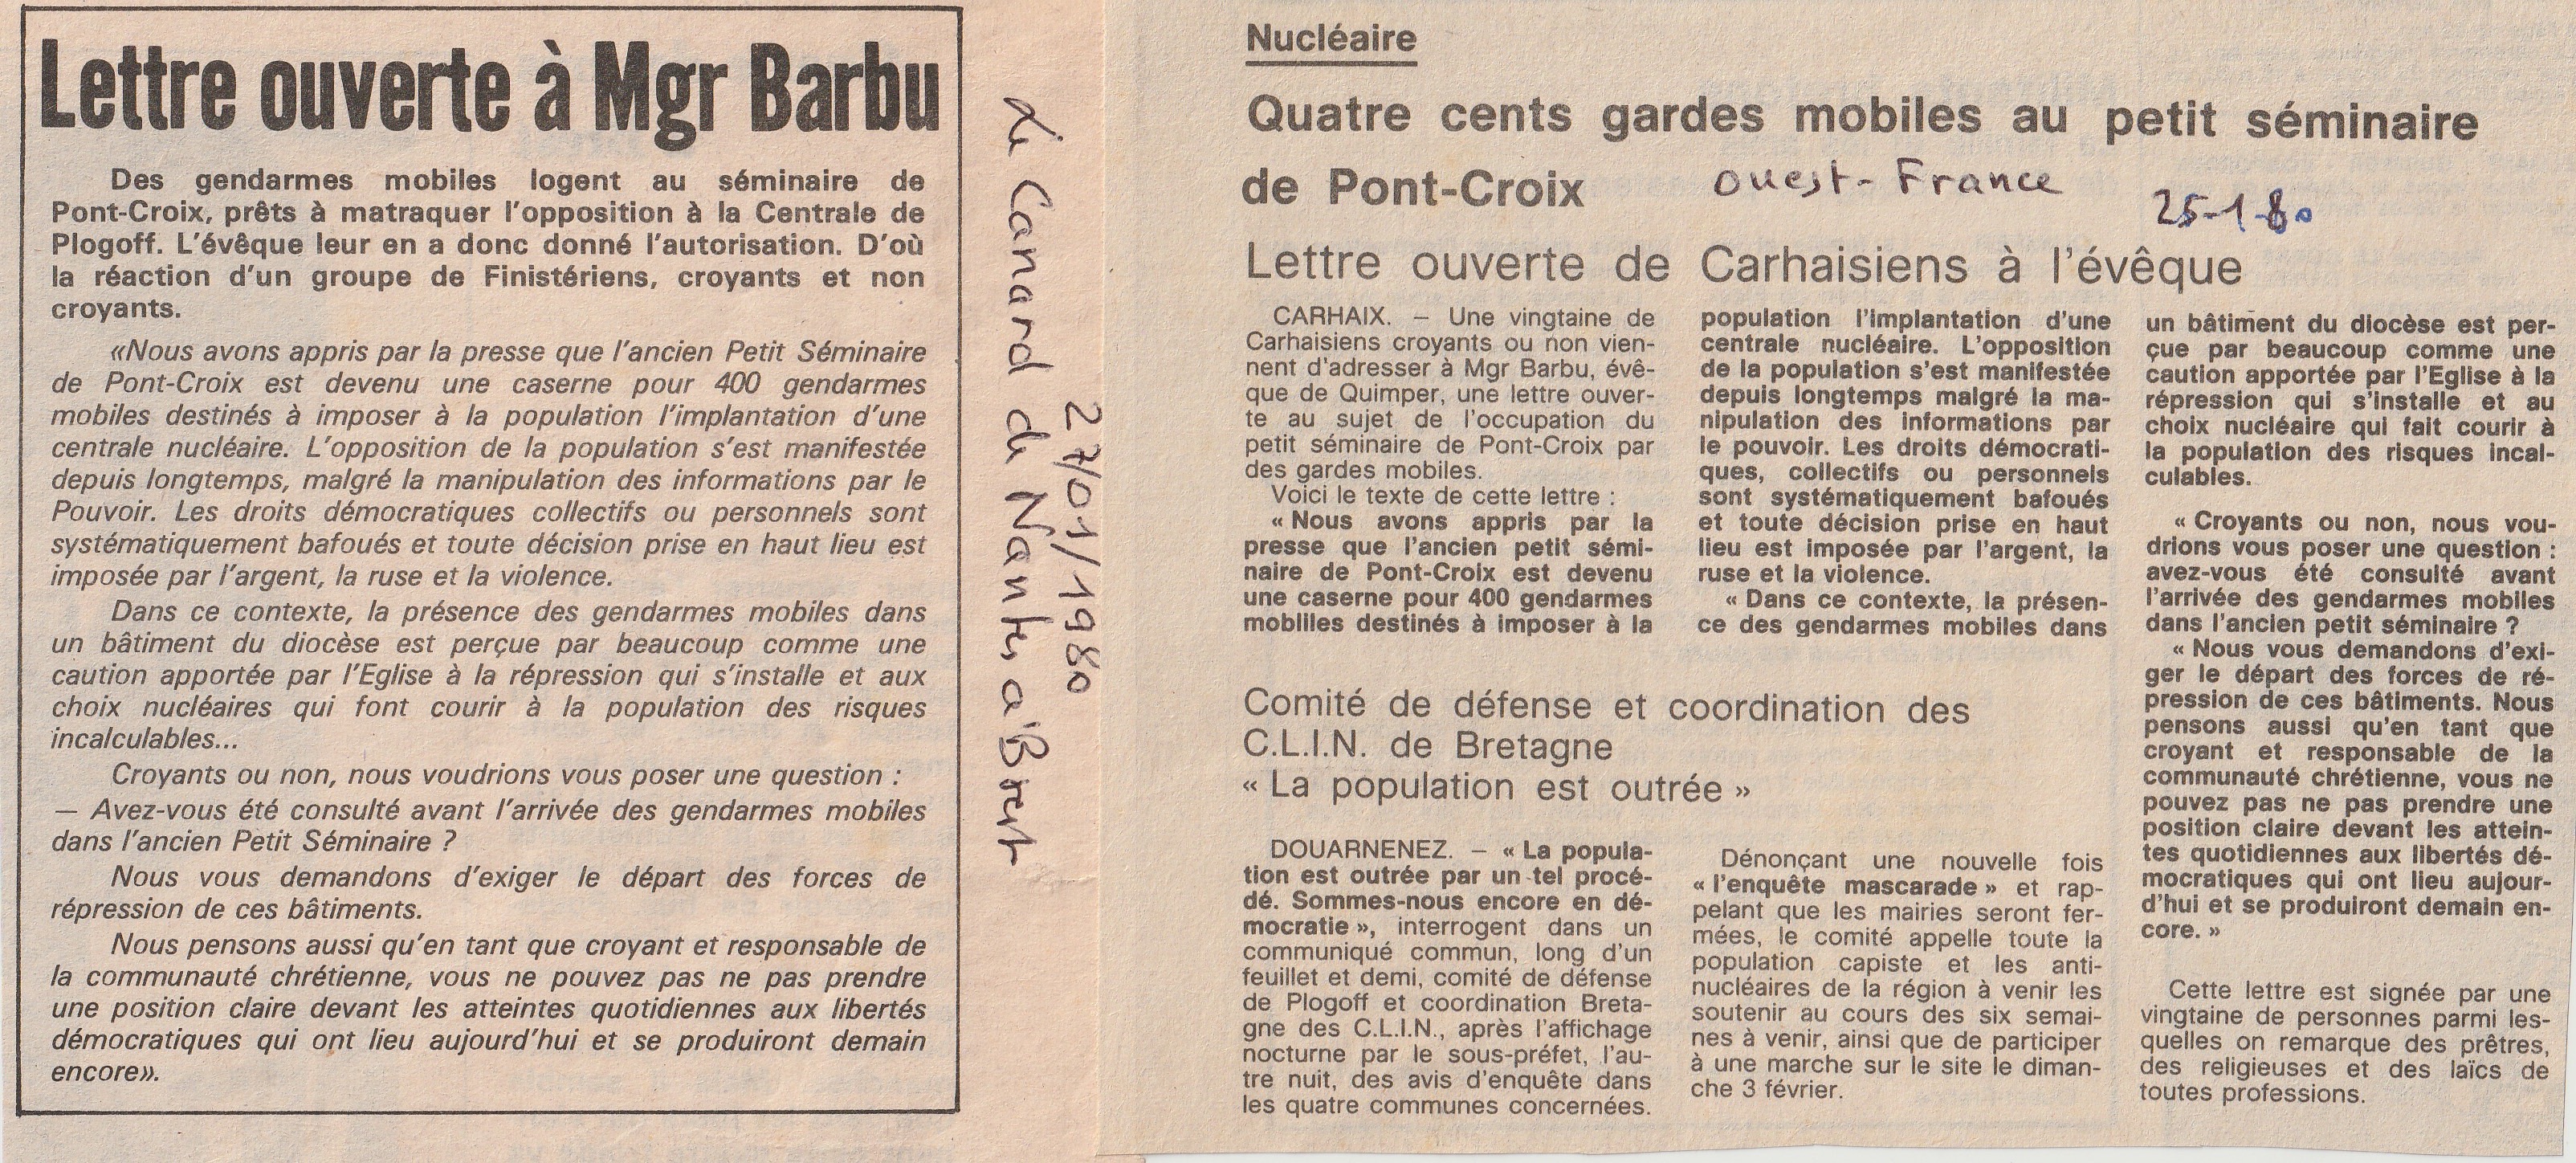 Lettre ouverte à Mgr Barbu
Des gendarmes mobiles logent au séminaire de
Pont-Croix, prêts à matraquer l'opposition à la Centrale de
Plogoff. L'évêque leur en a donc donné l'autorisation. D'où
la réaction d'un groupe de Finistériens, croyants et non
croyants.
«Nous avons appris par la presse que l'ancien Petit Séminaire
de Pont-Croix est devenu une caserne pour 400 gendarmes
mobiles destinés à imposer à la population l'implantation d'une
centrale nucléaire. L'opposition de la population s'est manifestée
depuis longtemps, malgré la manipulation des informations par le
Pouvoir. Les droits démocratiques collectifs ou personnels sont
systématiquement bafoués et toute décision prise en haut lieu est
imposée par l'argent, la ruse et la violence.
Dans ce contexte, la présence des gendarmes mobiles dans
un bâtiment du diocèse est perçue par beaucoup comme une
caution apportée par l'Eglise à la répression qui s'installe et aux
choix nucléaires qui font courir à la population des risques
incalculables...
Croyants ou non, nous voudrions vous poser une question :
— Avez-vous été consulté avant l'arrivée des gendarmes mobiles
dans l'ancien Petit Séminaire ?
Nous vous demandons d'exiger le départ des forces de
répression de ces bâtiments.
Nous pensons aussi qu'en tant que croyant et responsable de
la communauté chrétienne, vous ne pouvez pas ne pas prendre
une position claire devant les atteintes quotidiennes aux libertés
démocratiques qui ont lieu aujourd'hui et se produiront demain
encore».
Le Canard de Nantes à Brest
27/01/1980
Nucléaire
Quatre cents gardes mobiles au petit séminaire
de Pont-Croix
Ouest-France
25-1-80
Lettre ouverte de Carhaisiens à l'évêque
CARHAIX. – Une vingtaine de
Carhaisiens croyants ou non vien-
nent d'adresser à Mgr Barbu, évê-
que de Quimper, une lettre ouver-
te au sujet de l'occupation du
petit séminaire de Pont-Croix par
des gardes mobiles.
Voici le texte de cette lettre :
« Nous avons appris par la
presse que l'ancien petit sémi-
naire de Pont-Croix est devenu
une caserne pour 400 gendarmes
mobliles destinés à imposer à la
population l'implantation d'une
centrale nucléaire. L'opposition
de la population s'est manifestée
depuis longtemps malgré la ma-
nipulation des informations par
le pouvoir. Les droits démocrati-
ques, collectifs ou personnels
sont systématiquement bafoués
et toute décision prise en haut
lieu est imposée par l'argent, la
ruse et la violence.
« Dans ce contexte, la présen-
ce des gendarmes mobiles dans
un bâtiment du diocèse est per-
çue par beaucoup comme une
caution apportée par l'Eglise à la
répression qui s'installe et au
choix nucléaire qui fait courir à
la population des risques incal-
culables.
« Croyants ou non, nous vou-
drions vous poser une question :
avez-vous été consulté avant
l'arrivée des gendarmes mobiles
dans l'ancien petit séminaire ?
« Nous vous demandons d'exi-
ger le départ des forces de ré-
pression de ces bâtiments. Nous
pensons aussi qu'en tant que
croyant et responsable de la
communauté chrétienne, vous ne
pouvez pas ne pas prendre une
position claire devant les attein-
tes quotidiennes aux libertés dé-
mocratiques qui ont lieu aujour-
d'hui et se produiront demain en-
core. »
Cette lettre est signée par une
vingtaine de personnes parmi les-
quelles on remarque des prêtres,
des religieuses et des laïcs de
toutes professions.
Comité de défense et coordination des
C.L.I.N. de Bretagne
« La population est outrée »
DOUARNENEZ. – « La popula-
tion est outrée par un tel procé-
dé. Sommes-nous encore en dé-
mocratie », interrogent dans un
communiqué commun, long d'un
feuillet et demi, comité de défense
de Plogoff et coordination Breta-
gne des C.L.I.N., après l'affichage
nocturne par le sous-préfet, l'au-
tre nuit, des avis d'enquête dans
les quatre communes concernées.
Dénonçant une nouvelle fois
« l'enquête mascarade » et rap-
pelant que les mairies seront fer-
mées, le comité appelle toute la
population capiste et les anti-
nucléaires de la région à venir les
soutenir au cours des six semai-
nes à venir, ainsi que de participer
à une marche sur le site le diman-
che 3 février.